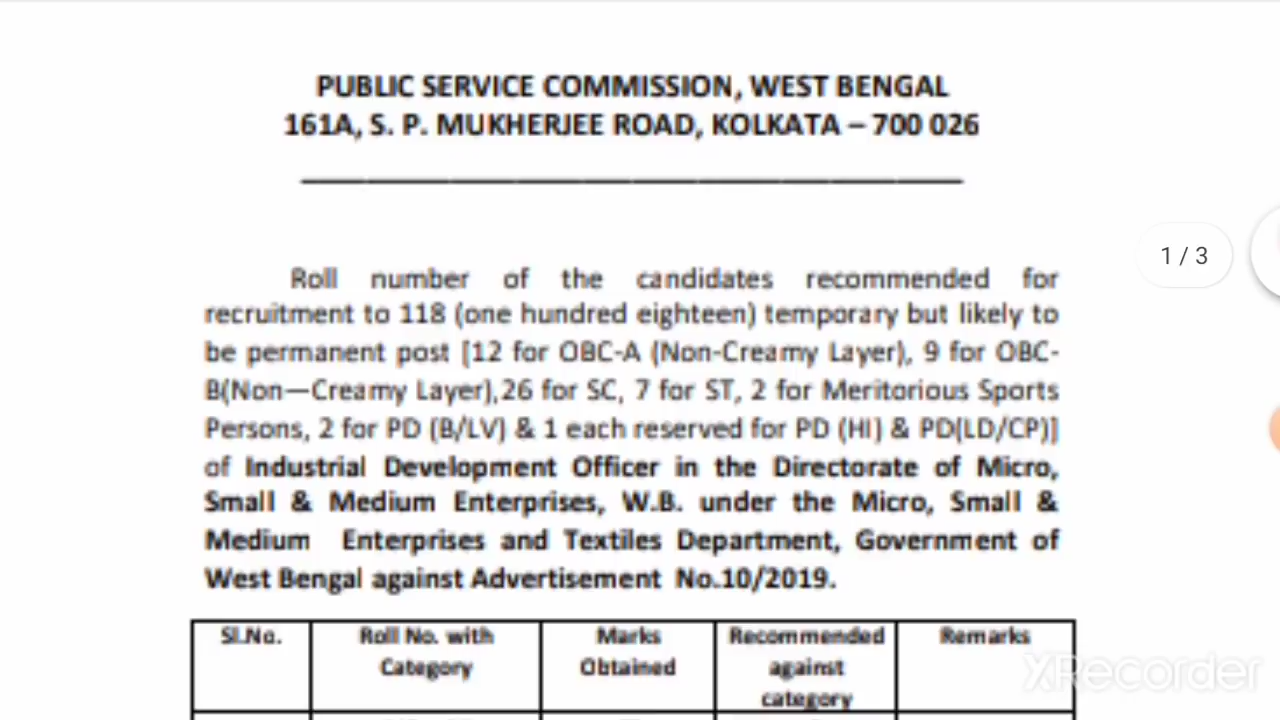 PUBLIC SERVICE COMMISSION, WEST BENGAL
161A, S. P. MUKHERJEE ROAD, KOLKATA – 700 026
1 / 3
Roll number of the candidates recommended for
recruitment to 118 (one hundred eighteen) temporary but likely to
be permanent post [12 for OBC-A (Non-Creamy Layer), 9 for OBC-
B(Non—Creamy Layer),26 for SC, 7 for ST, 2 for Meritorious Sports
Persons, 2 for PD (B/LV) & 1 each reserved for PD (HI) & PD(LD/CP)]
of Industrial Development Officer in the Directorate of Micro,
Small & Medium Enterprises, W.B. under the Micro, Small &
Medium Enterprises and Textiles Department, Government of
West Bengal against Advertisement No.10/2019.
Sl.No.
Roll No. with
Category
Marks
Obtained
Recommended
against
category
Remarks
XRecorder